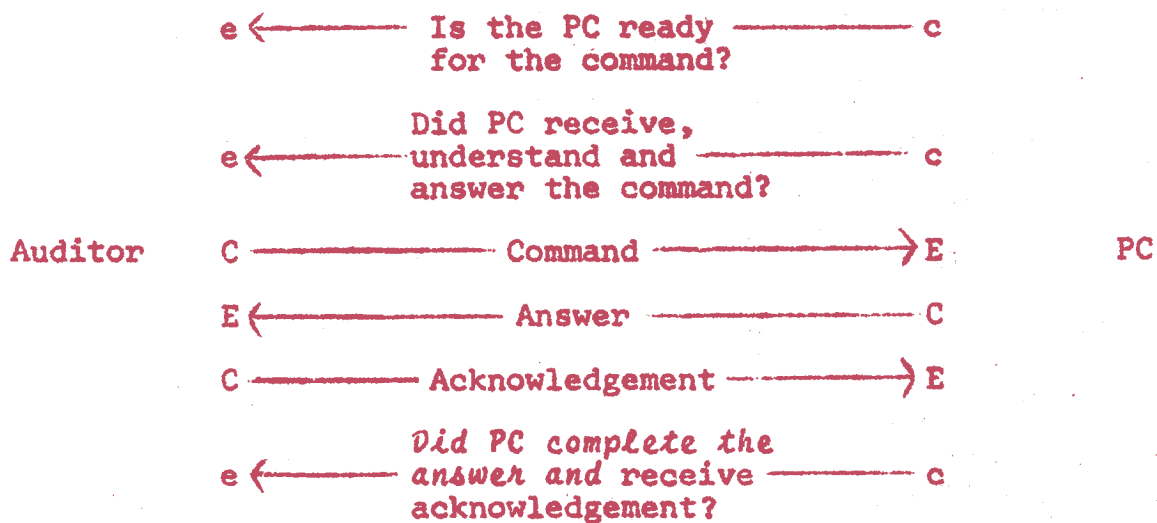 e Is the PC ready c
for the command?
Did PC receive,
e understand and c
answer the command?
Auditor C Command E PC
E Answer C
C Acknowledgement E
Did PC complete the
e answer and receive c
acknowledgement?